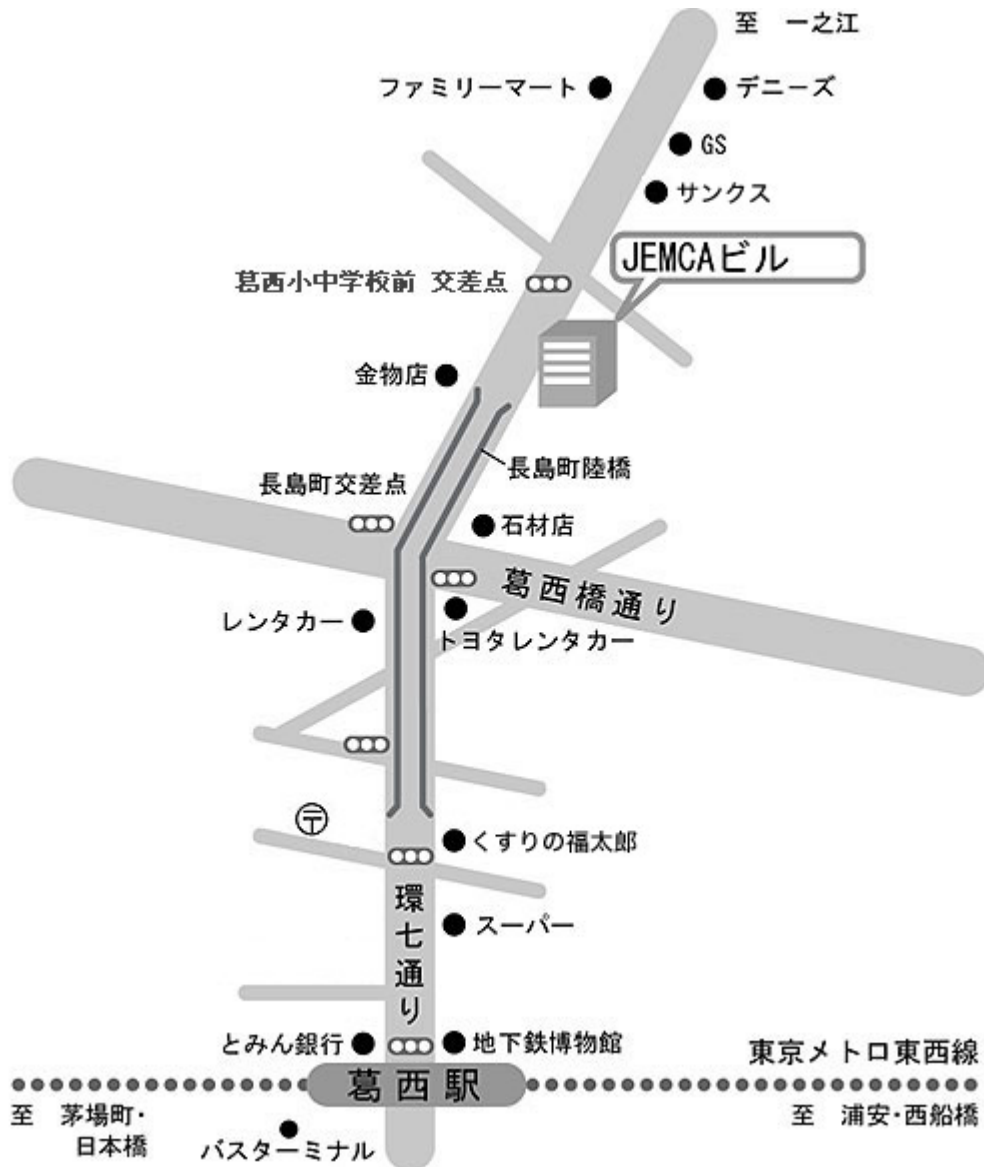 至 一之江
ファミリーマート
デニーズ
GS
サンクス
JEMCAビル
葛西小中学校前 交差点
金物店
長島町陸橋
長島町交差点
石材店
葛西橋通り
レンタカー
トヨタレンタカー
〒
くすりの福太郎
環七通り
スーパー
とみん銀行
地下鉄博物館
東京メトロ東西線
葛西駅
至 茅場町・
日本橋
至 浦安・西船橋
バスターミナル